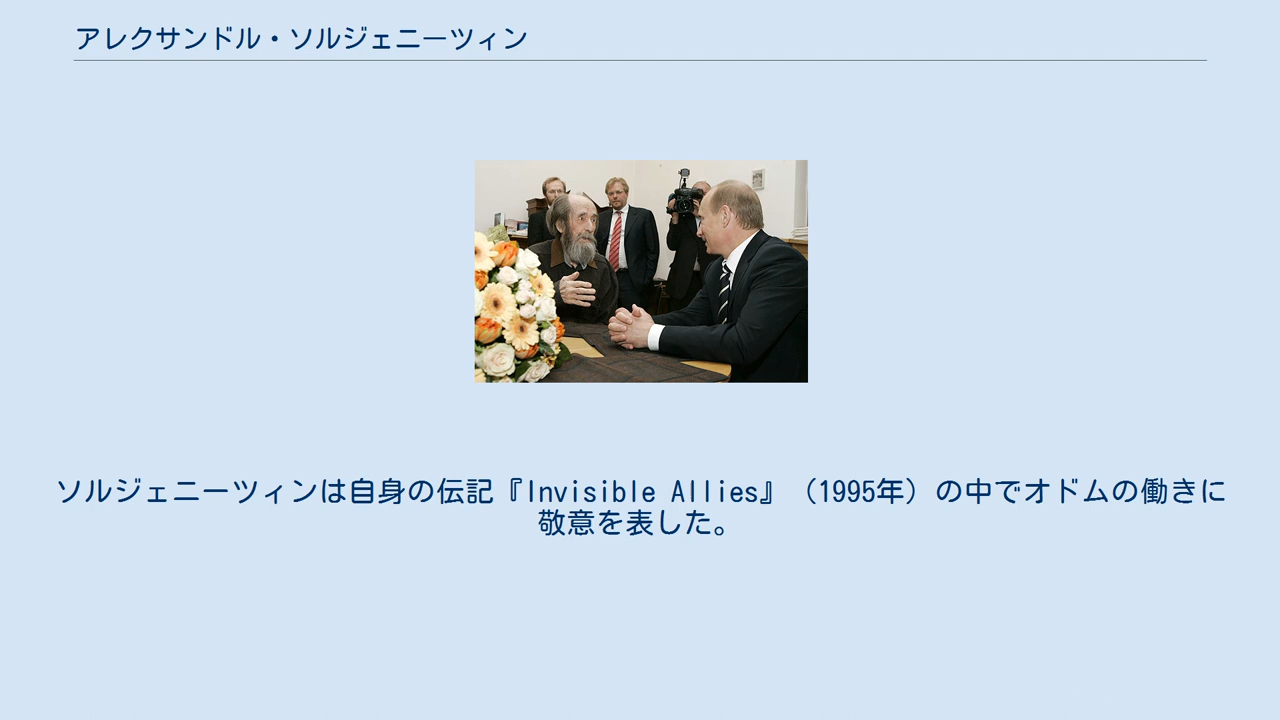 アレクサンドル・ソルジェニーツィン
ソルジェニーツィンは自身の伝記『Invisible Allies』（1995年）の中でオドムの働きに
敬意を表した。